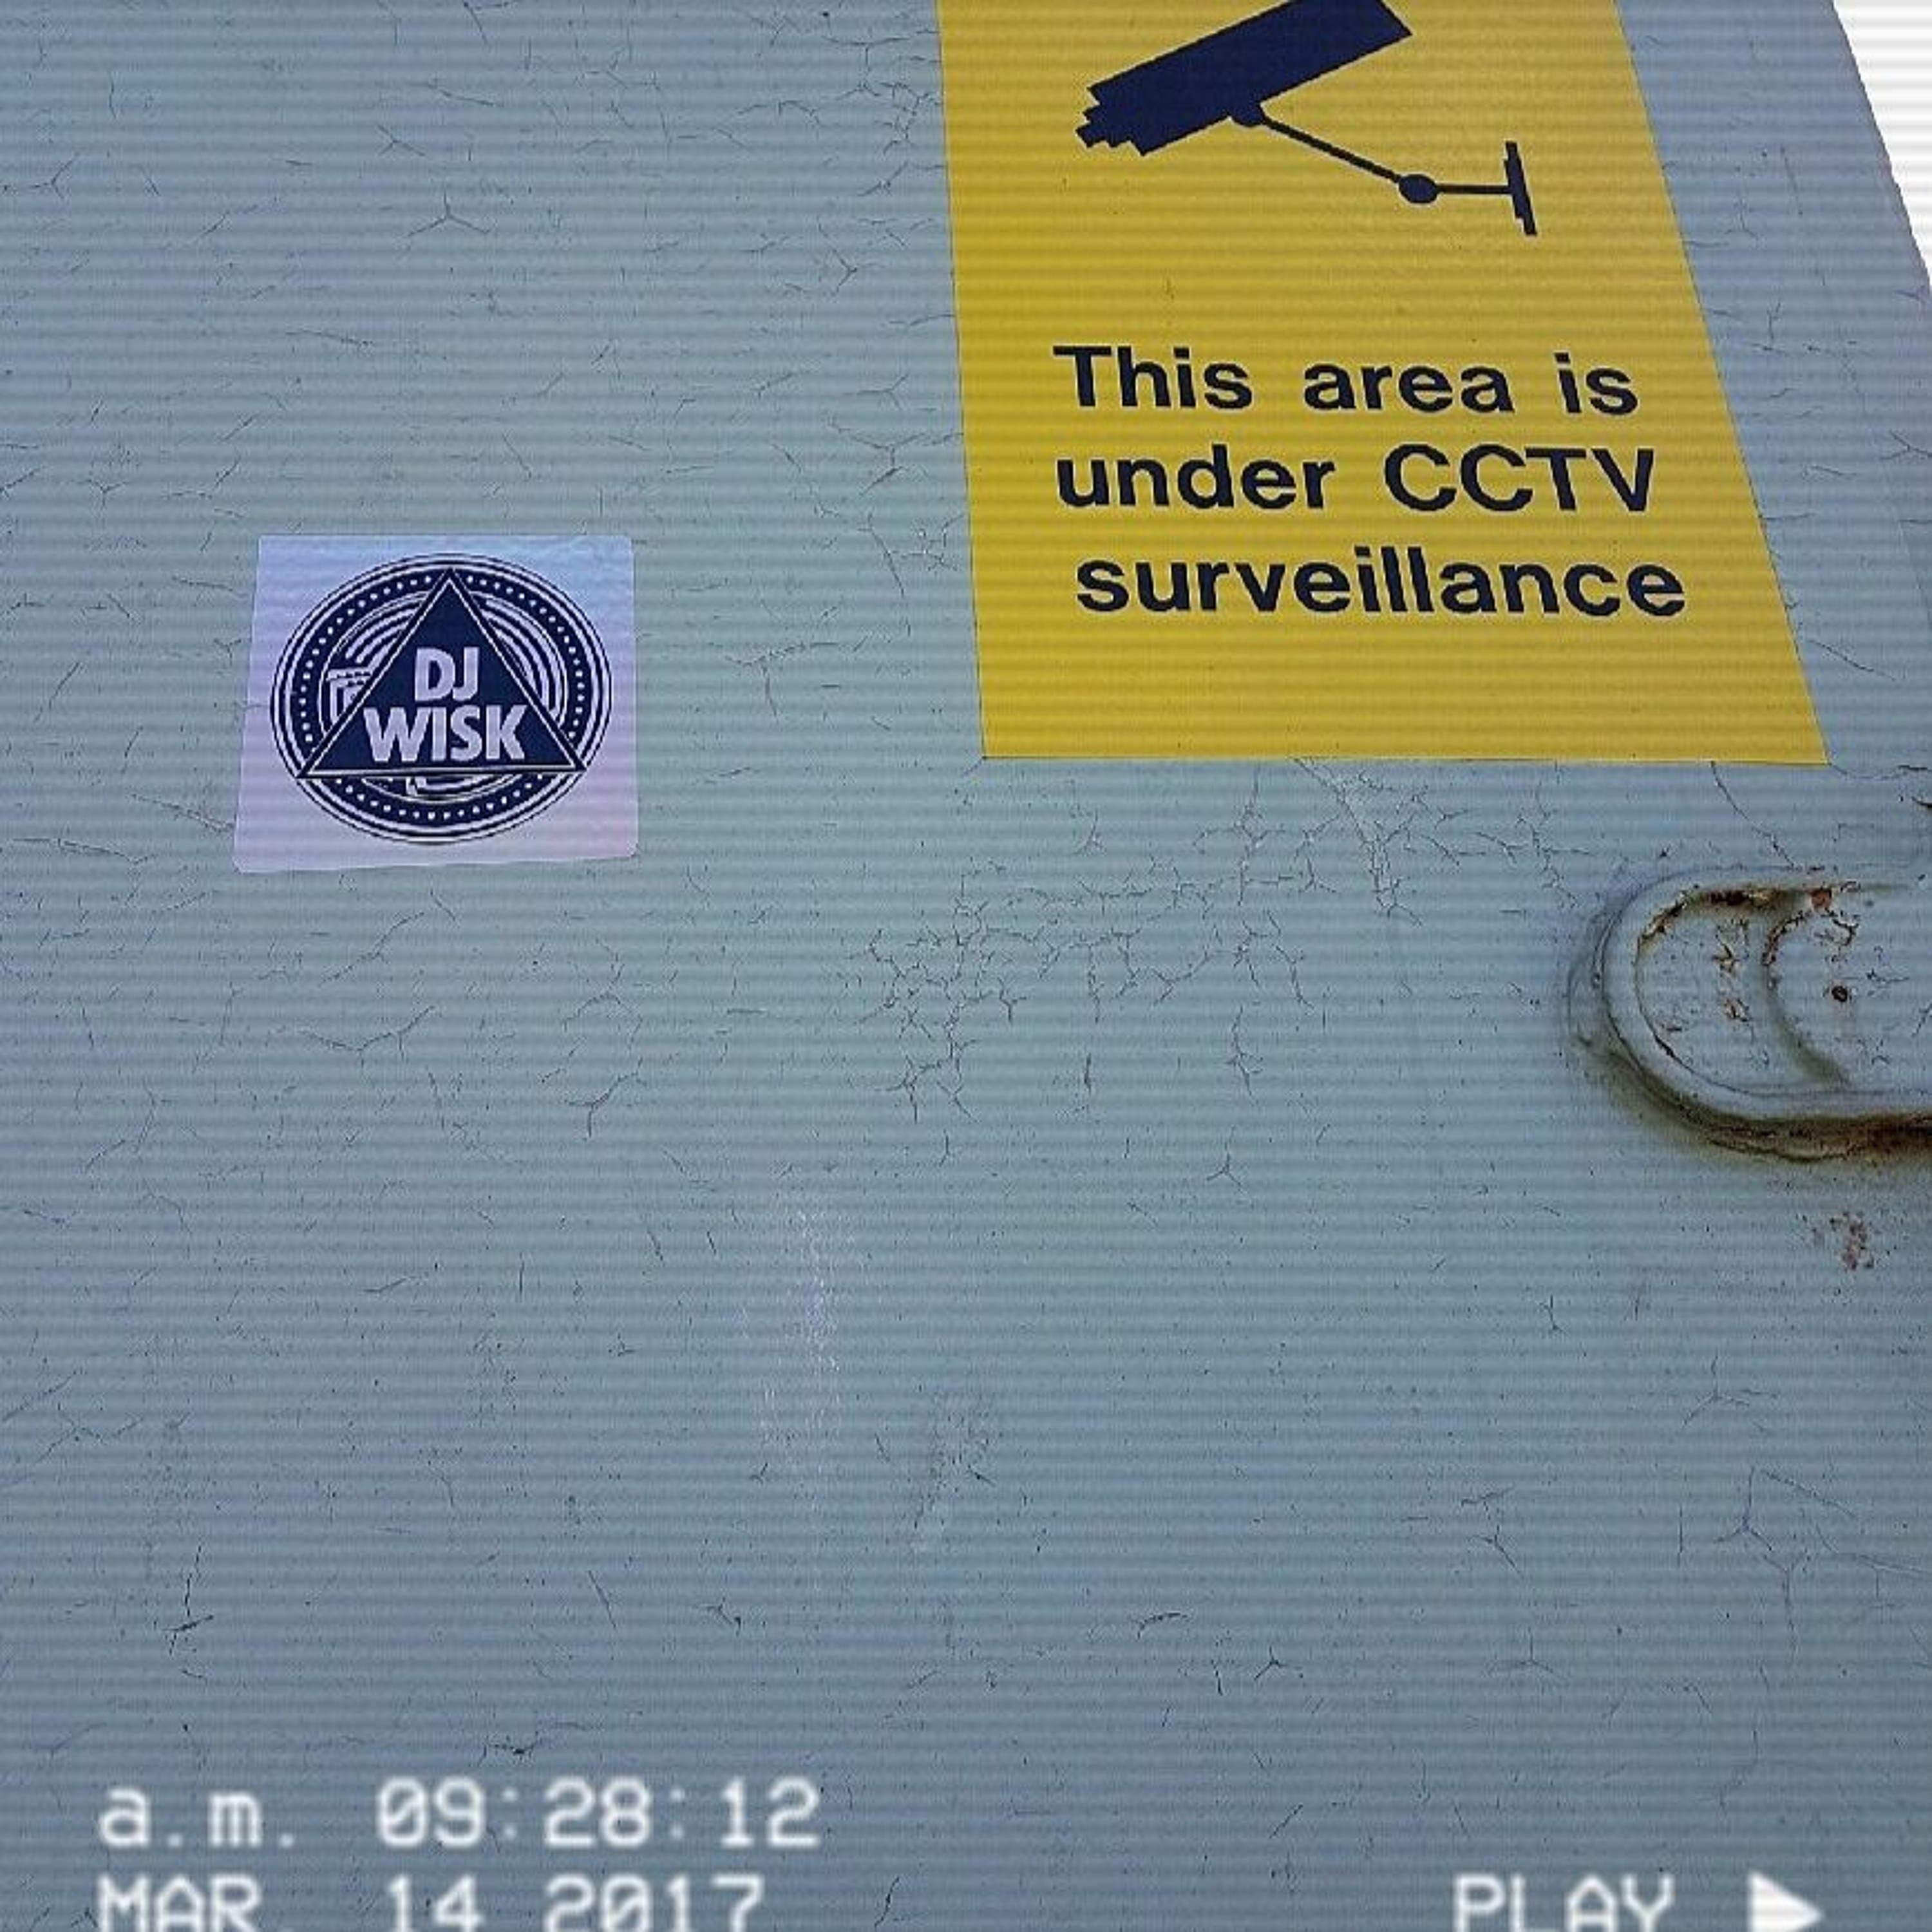 This area is
under CCTV
surveillance
DJ
WISK
a.m. 09:28:12
MAR. 14 2017
PLAY